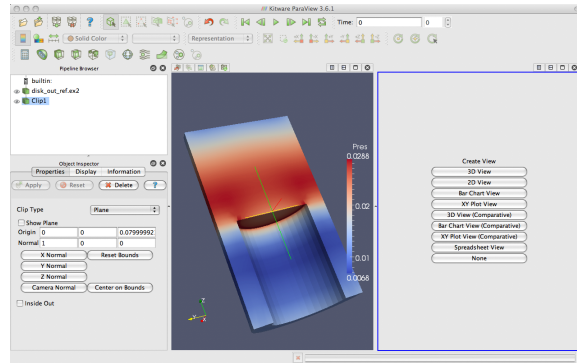 Kitware ParaView 3.6.1
Time: 0
0
Solid Color
Representation
Pipeline Browser
builtin:
disk_out_ref.ex2
Clip1
Object Inspector
Properties Display Information
Apply Reset Delete ?
Clip Type Plane
Show Plane
Origin 0 0 0.07999992
Normal 1 0 0
X Normal Reset Bounds
Y Normal
Z Normal
Camera Normal Center on Bounds
Inside Out
Pres
0.0288
0.02
0.01
0.0068
Z
Y
X
Create View
3D View
2D View
Bar Chart View
XY Plot View
3D View (Comparative)
Bar Chart View (Comparative)
XY Plot View (Comparative)
Spreadsheet View
None